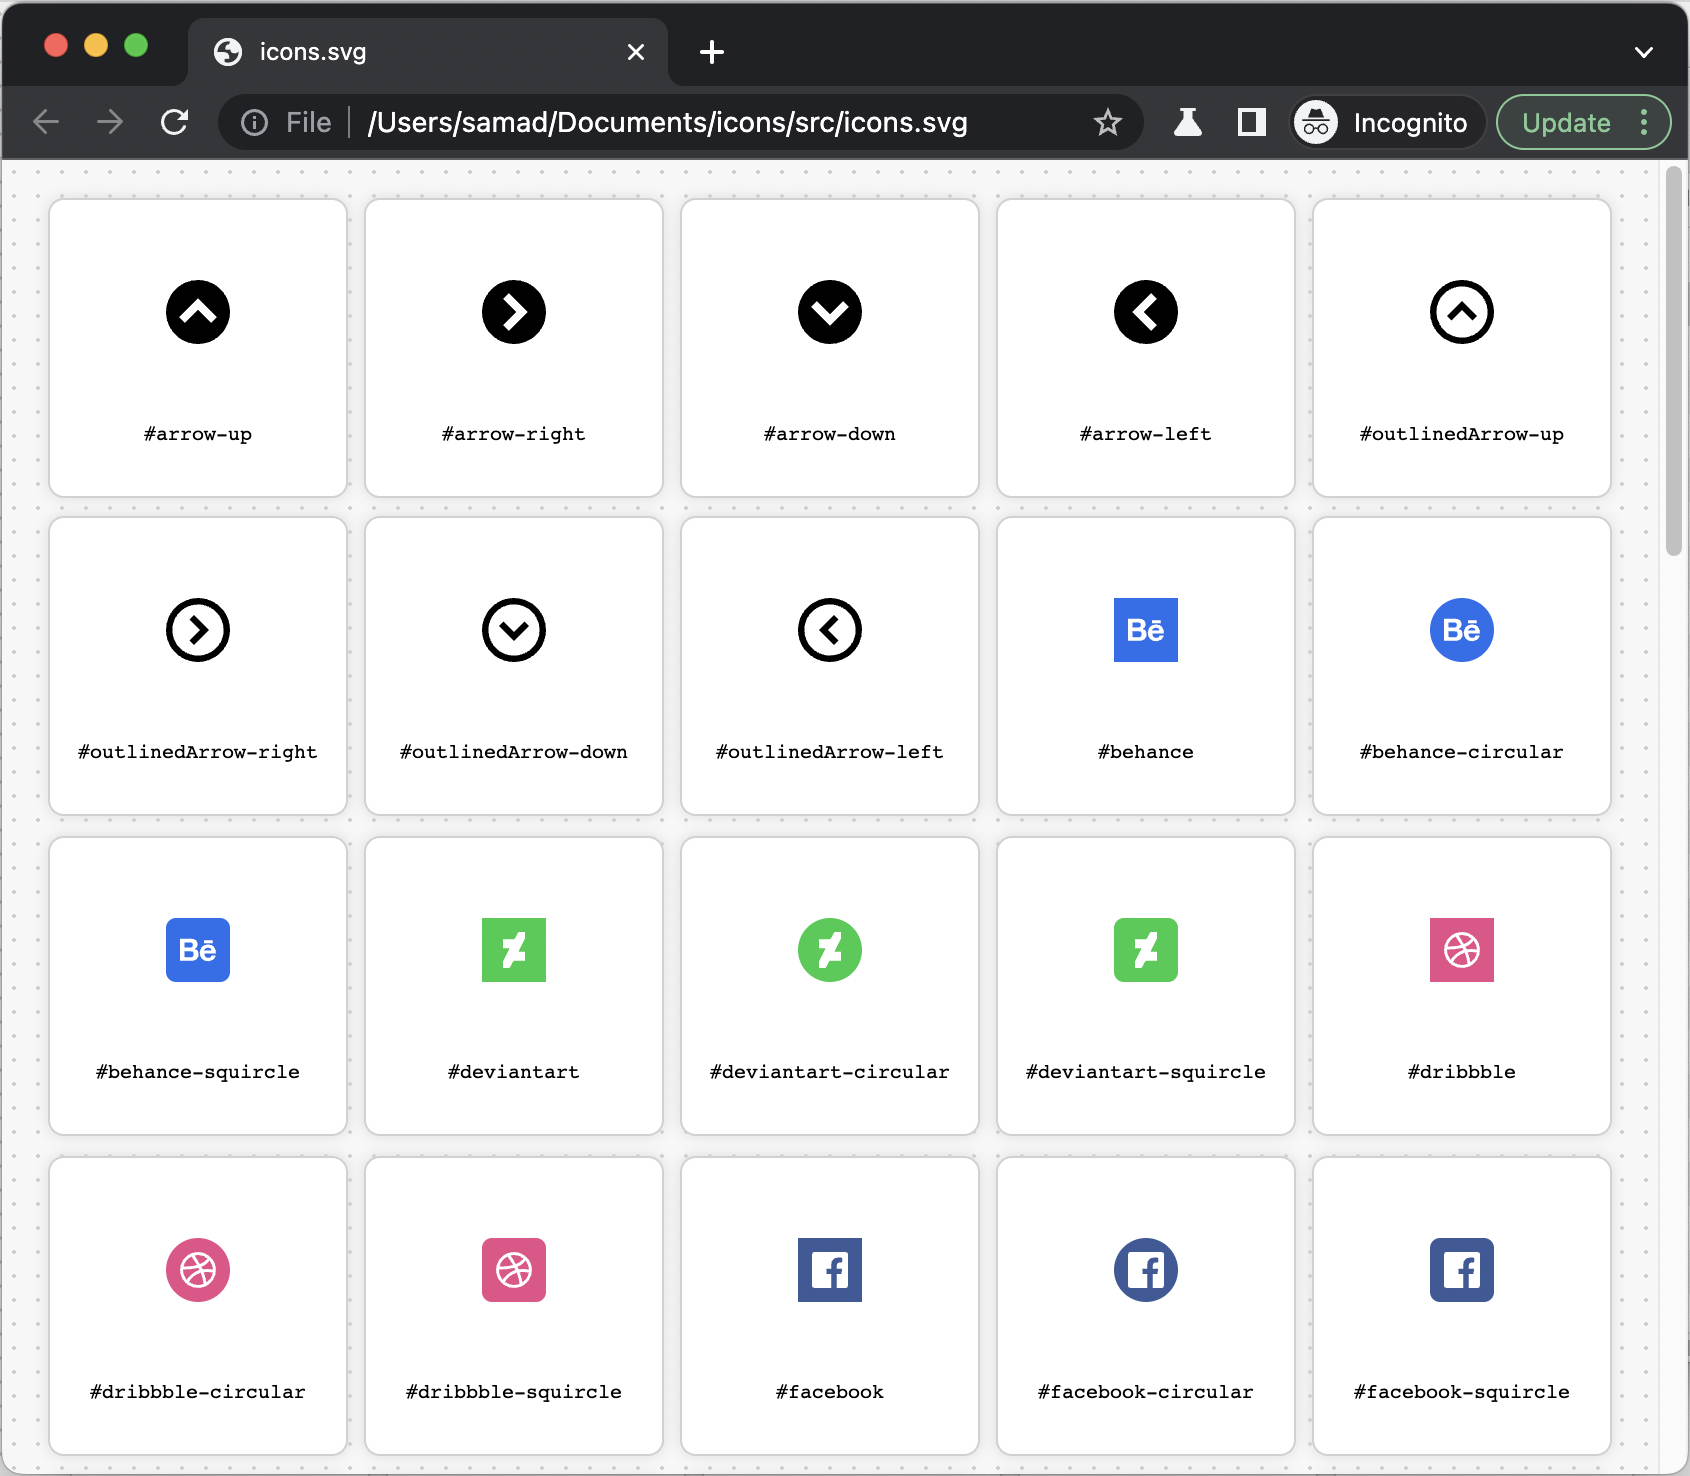 icons.svg
File /Users/samad/Documents/icons/src/icons.svg Incognito Update
#arrow-up #arrow-right #arrow-down #arrow-left #outlinedArrow-up
Bē Bē
#outlinedArrow-right #outlinedArrow-down #outlinedArrow-left #behance #behance-circular
Bē
#behance-squircle #deviantart #deviantart-circular #deviantart-squircle #dribbble
f f f
#dribbble-circular #dribbble-squircle #facebook #facebook-circular #facebook-squircle